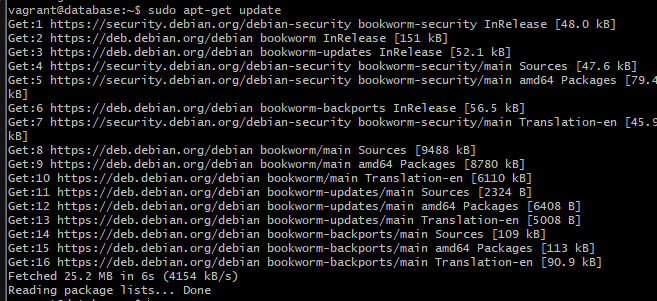 vagrant@database:~$ sudo apt-get update
Get:1 https://security.debian.org/debian-security bookworm-security InRelease [48.0 kB]
Get:2 https://deb.debian.org/debian bookworm InRelease [151 kB]
Get:3 https://deb.debian.org/debian bookworm-updates InRelease [52.1 kB]
Get:4 https://security.debian.org/debian-security bookworm-security/main Sources [47.6 kB]
Get:5 https://security.debian.org/debian-security bookworm-security/main amd64 Packages [79.4
kB]
Get:6 https://deb.debian.org/debian bookworm-backports InRelease [56.5 kB]
Get:7 https://security.debian.org/debian-security bookworm-security/main Translation-en [45.9
kB]
Get:8 https://deb.debian.org/debian bookworm/main Sources [9488 kB]
Get:9 https://deb.debian.org/debian bookworm/main amd64 Packages [8780 kB]
Get:10 https://deb.debian.org/debian bookworm/main Translation-en [6110 kB]
Get:11 https://deb.debian.org/debian bookworm-updates/main Sources [2324 B]
Get:12 https://deb.debian.org/debian bookworm-updates/main amd64 Packages [6408 B]
Get:13 https://deb.debian.org/debian bookworm-updates/main Translation-en [5008 B]
Get:14 https://deb.debian.org/debian bookworm-backports/main Sources [109 kB]
Get:15 https://deb.debian.org/debian bookworm-backports/main amd64 Packages [113 kB]
Get:16 https://deb.debian.org/debian bookworm-backports/main Translation-en [90.9 kB]
Fetched 25.2 MB in 6s (4154 kB/s)
Reading package lists... Done